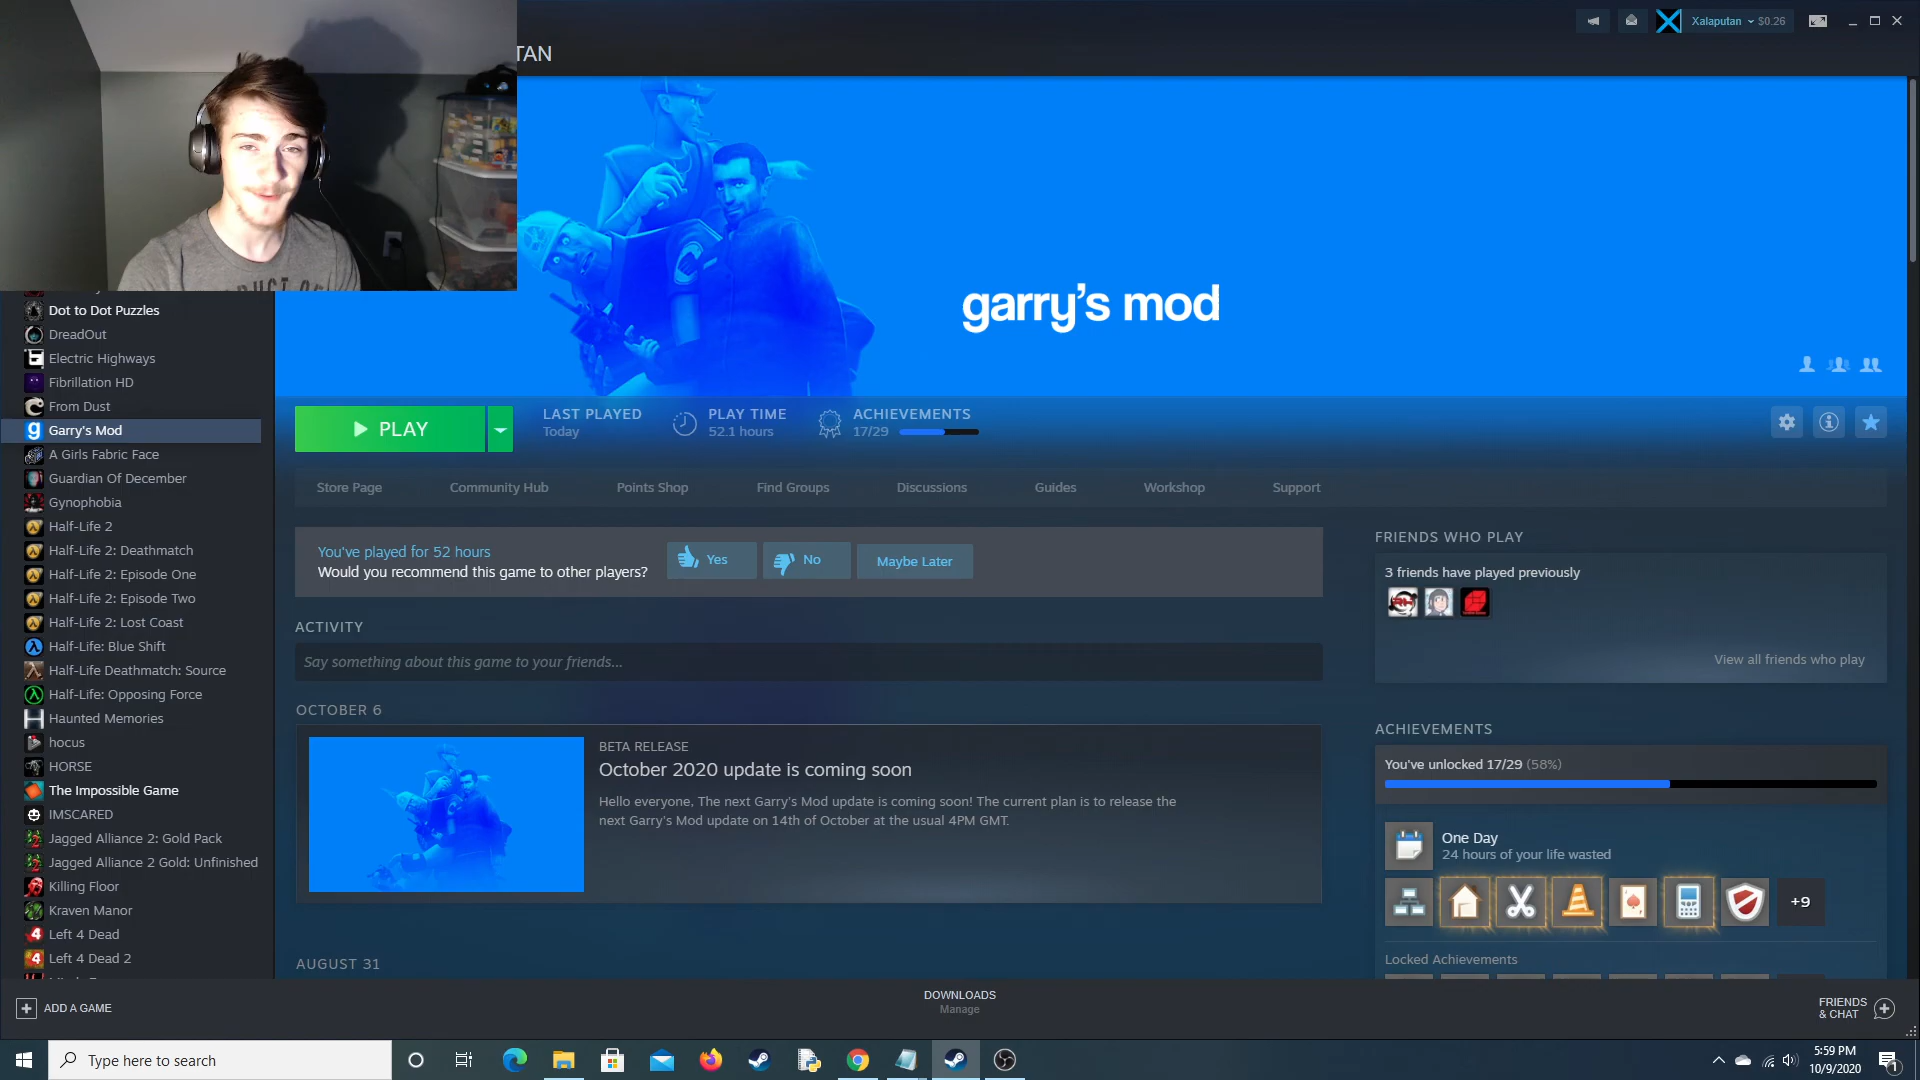 Xalaputan $0.26
TAN
garry's mod
Dot to Dot Puzzles
DreadOut
Electric Highways
Fibrillation HD
From Dust
Garry's Mod
A Girls Fabric Face
Guardian Of December
Gynophobia
Half-Life 2
Half-Life 2: Deathmatch
Half-Life 2: Episode One
Half-Life 2: Episode Two
Half-Life 2: Lost Coast
Half-Life: Blue Shift
Half-Life Deathmatch: Source
Half-Life: Opposing Force
Haunted Memories
hocus
HORSE
The Impossible Game
IMSCARED
Jagged Alliance 2: Gold Pack
Jagged Alliance 2 Gold: Unfinished
Killing Floor
Kraven Manor
Left 4 Dead
Left 4 Dead 2
PLAY
LAST PLAYED
Today
PLAY TIME
52.1 hours
ACHIEVEMENTS
17/29
Store Page Community Hub Points Shop Find Groups Discussions Guides Workshop Support
You've played for 52 hours
Would you recommend this game to other players?
Yes No Maybe Later
ACTIVITY
Say something about this game to your friends...
OCTOBER 6
BETA RELEASE
October 2020 update is coming soon
Hello everyone, The next Garry's Mod update is coming soon! The current plan is to release the
next Garry's Mod update on 14th of October at the usual 4PM GMT.
AUGUST 31
FRIENDS WHO PLAY
3 friends have played previously
View all friends who play
ACHIEVEMENTS
You've unlocked 17/29 (58%)
One Day
24 hours of your life wasted
+9
Locked Achievements
ADD A GAME
DOWNLOADS
Manage
FRIENDS
& CHAT
Type here to search
5:59 PM
10/9/2020
1